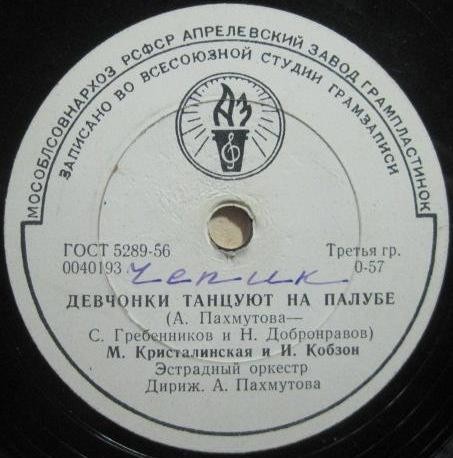 МОСОБЛСОВНАРХОЗ РСФСР АПРЕЛЕВСКИЙ ЗАВОД ГРАМПЛАСТИНОК
ЗАПИСАНО ВО ВСЕСОЮЗНОЙ СТУДИИ ГРАМЗАПИСИ
АЗ
ГОСТ 5289-56 Третья гр.
0040193 чепик 0-57
ДЕВЧОНКИ ТАНЦУЮТ НА ПАЛУБЕ
(А. Пахмутова—
С. Гребенников и Н. Добронравов)
М. Кристалинская и И. Кобзон
Эстрадный оркестр
Дириж. А. Пахмутова